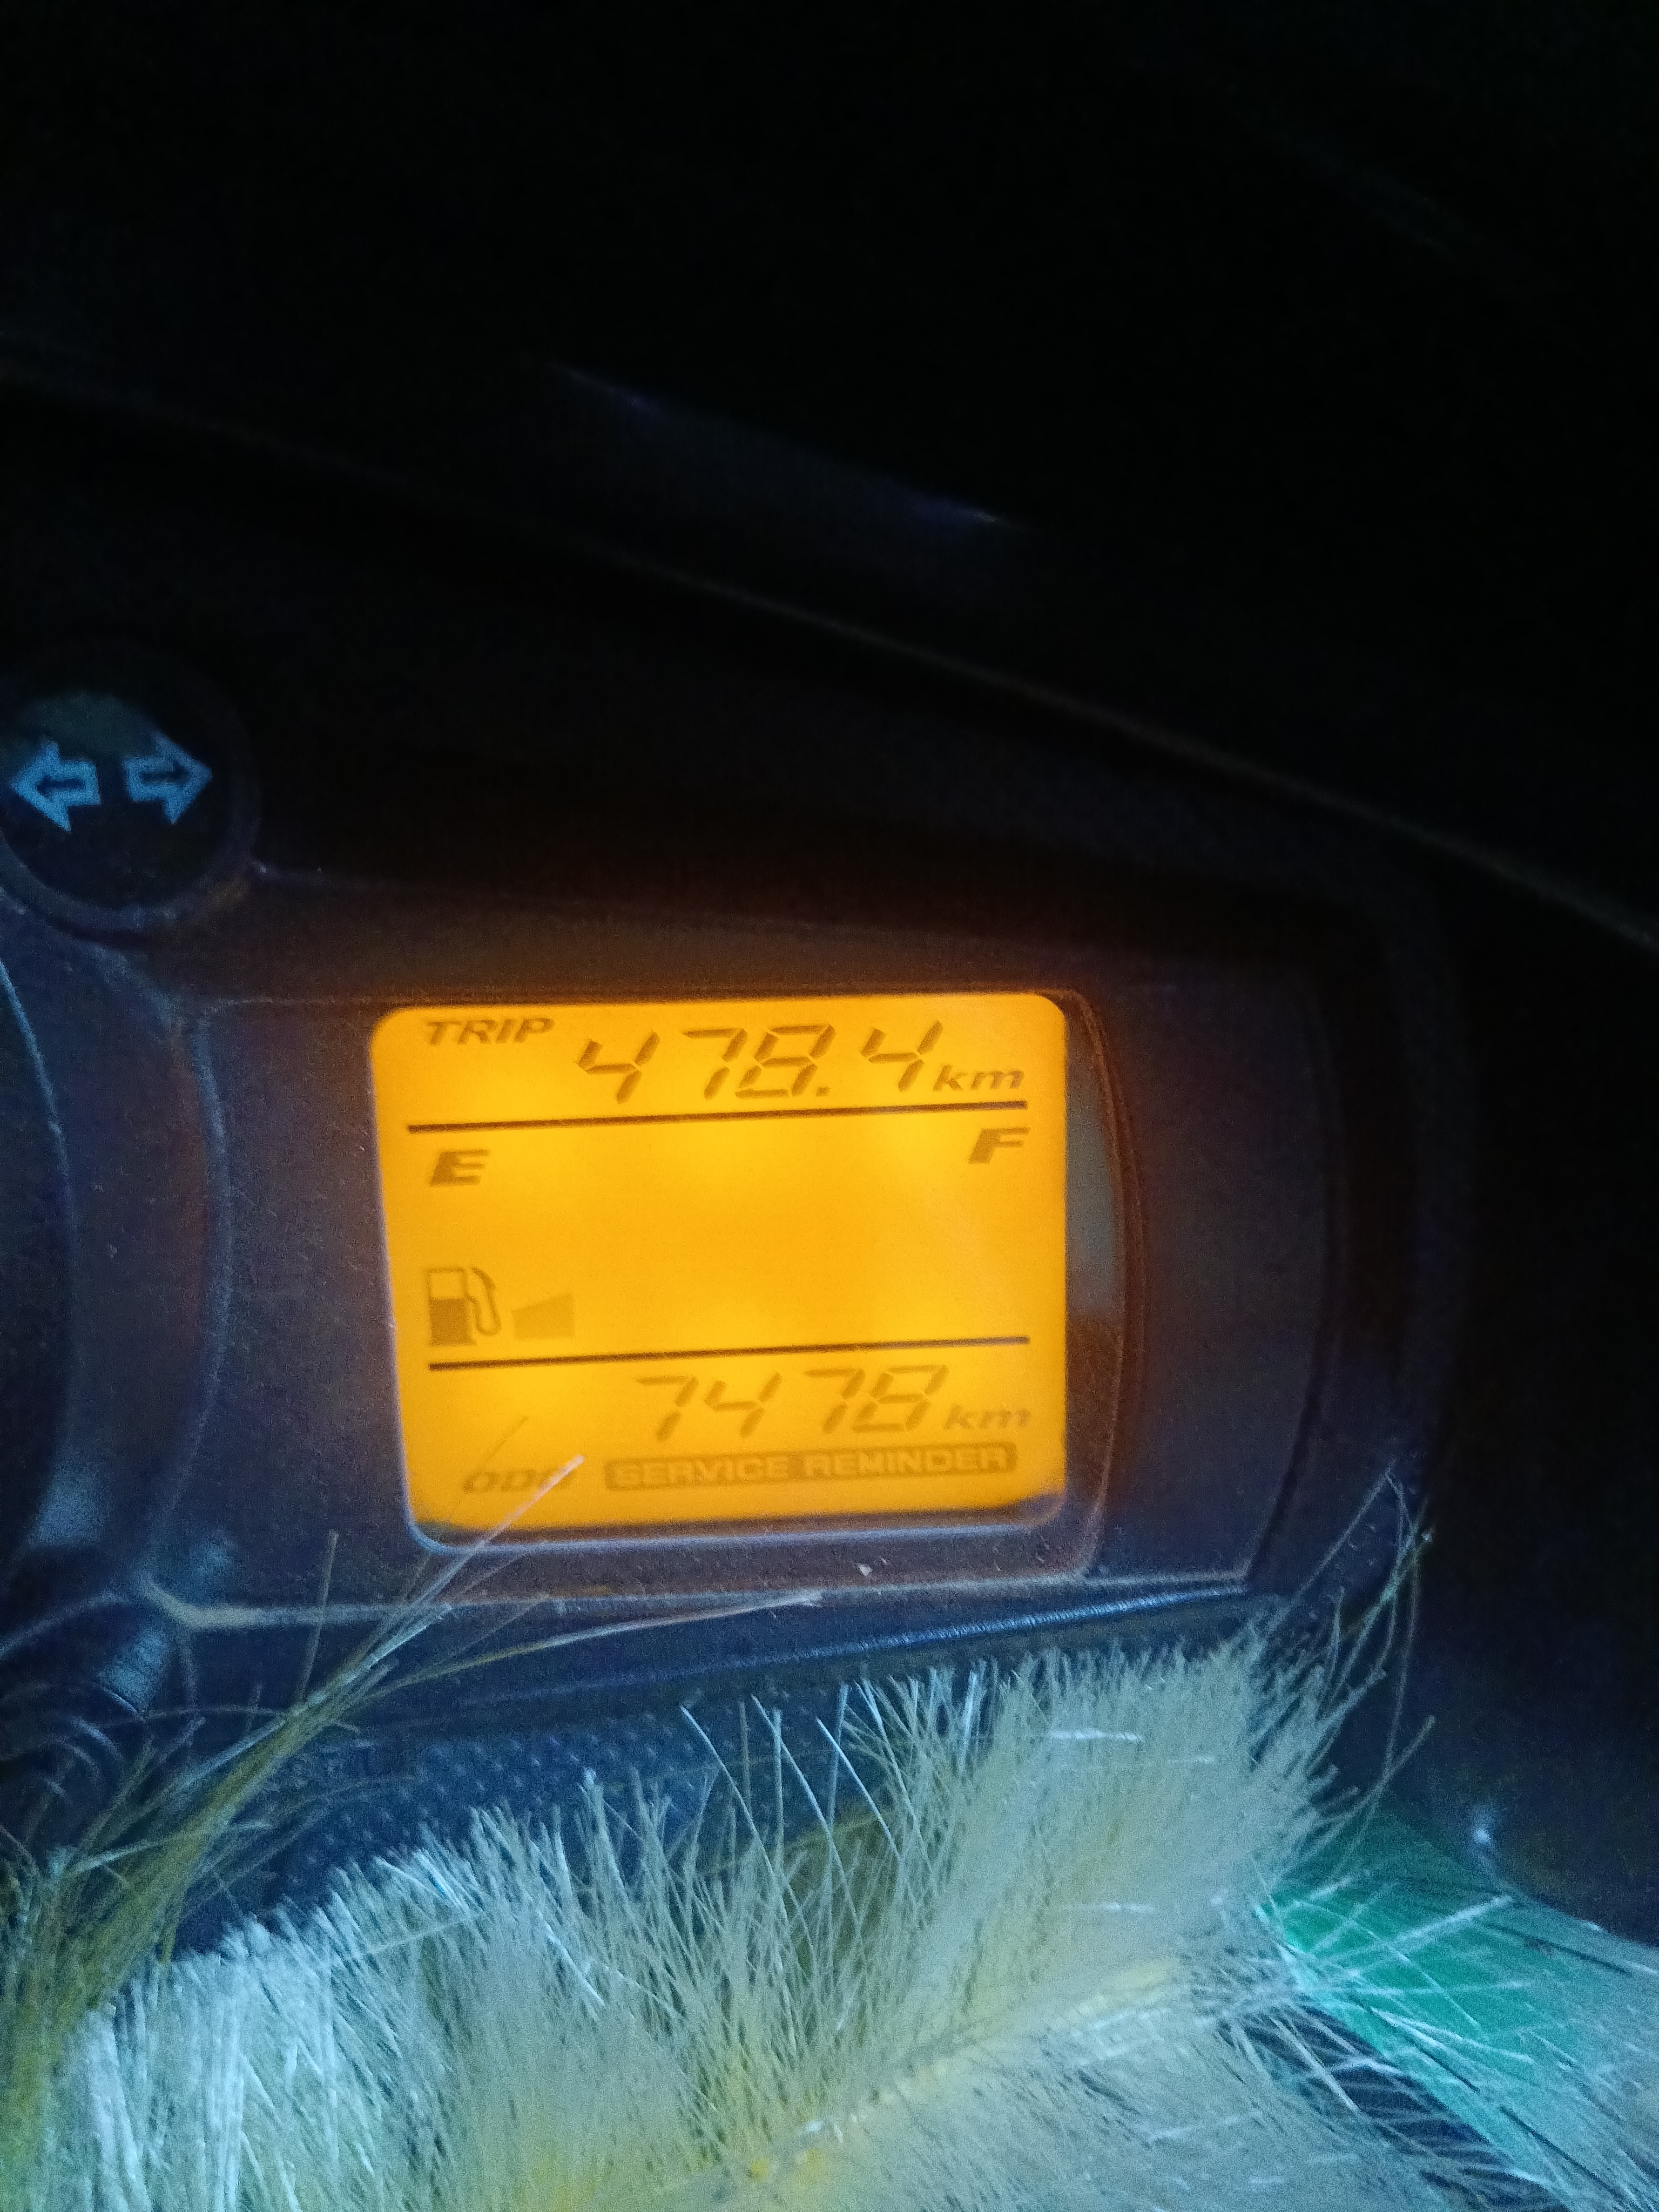 TRIP 478.4 km
E F
7478 km
ODO SERVICE REMINDER